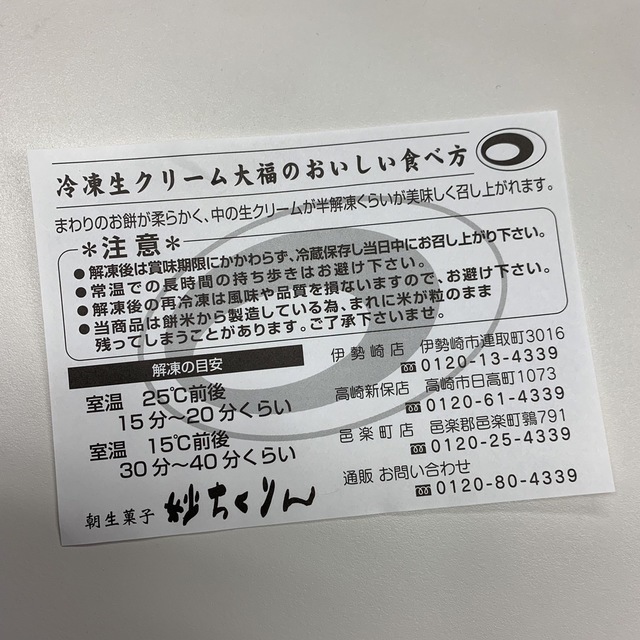 冷凍生クリーム大福のおいしい食べ方
まわりのお餅が柔らかく、中の生クリームが半解凍くらいが美味しく召し上がれます。
＊注意＊
●解凍後は賞味期限にかかわらず、冷蔵保存し当日中にお召し上がり下さい。
●常温での長時間の持ち歩きはお避け下さい。
●解凍後の再冷凍は風味や品質を損ないますので、お避け下さい。
●当商品は餅米から製造している為、まれに米が粒のまま
残ってしまうことがあります。ご了承下さいませ。
解凍の目安
室温 25℃前後
15分～20分くらい
室温 15℃前後
30分～40分くらい
伊勢崎店 伊勢崎市連取町3016
0120-13-4339
高崎新保店 高崎市日高町1073
0120-61-4339
邑楽町店 邑楽郡邑楽町鶉791
0120-25-4339
通販 お問い合わせ
0120-80-4339
朝生菓子 ちくりん